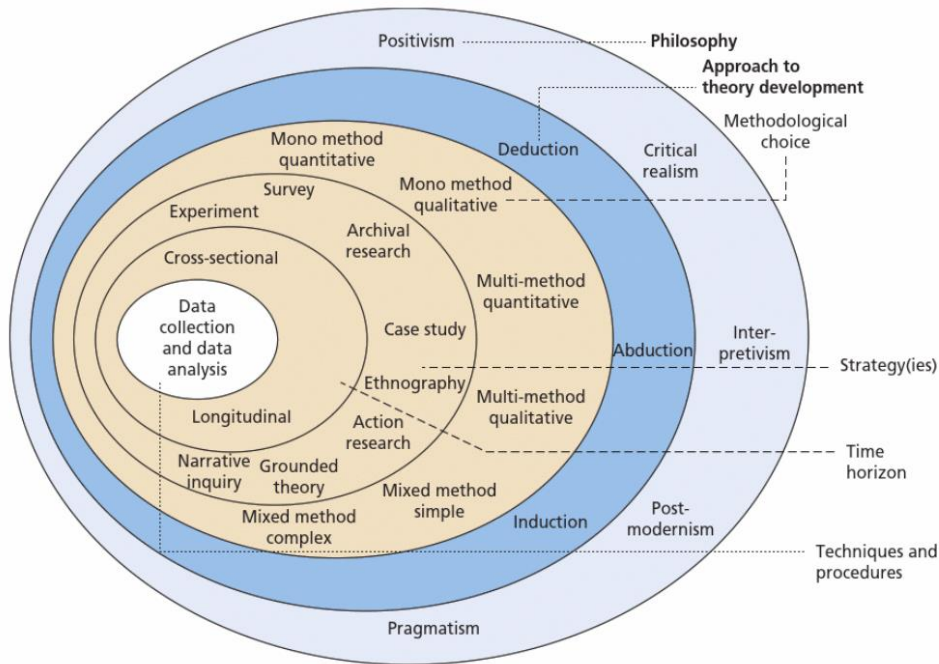 Positivism
Philosophy
Approach to
theory development
Methodological
choice
Mono method
quantitative
Deduction
Critical
realism
Survey
Mono method
qualitative
Experiment
Archival
research
Cross-sectional
Multi-method
quantitative
Data
collection
and data
analysis
Case study
Abduction
Inter-
pretivism
Strategy(ies)
Ethnography
Multi-method
qualitative
Longitudinal
Action
research
Time
horizon
Narrative
inquiry
Grounded
theory
Mixed method
simple
Mixed method
complex
Induction
Post-
modernism
Techniques and
procedures
Pragmatism